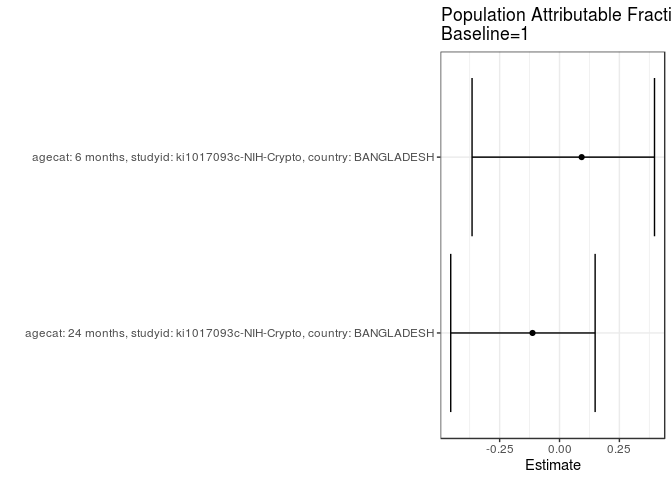 Population Attributable Fracti
Baseline=1
agecat: 6 months, studyid: ki1017093c-NIH-Crypto, country: BANGLADESH
agecat: 24 months, studyid: ki1017093c-NIH-Crypto, country: BANGLADESH
-0.25 0.00 0.25
Estimate